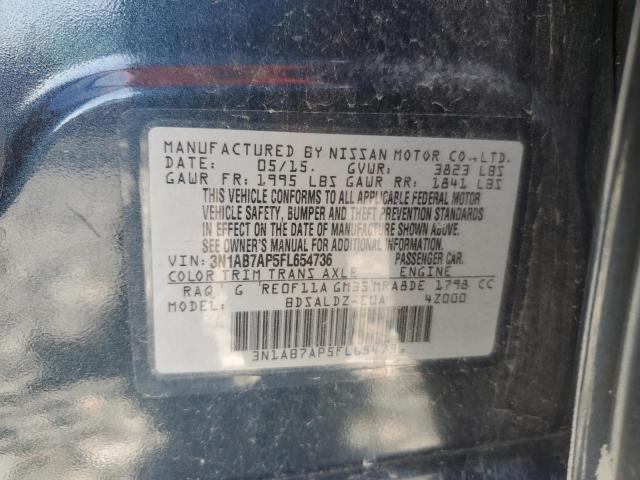 MANUFACTURED BY NISSAN MOTOR CO.,LTD.
DATE: 05/15. GVWR: 3823 LBS
GAWR FR: 1995 LBS GAWR RR: 1841 LBS
THIS VEHICLE CONFORMS TO ALL APPLICABLE FEDERAL MOTOR
VEHICLE SAFETY, BUMPER AND THEFT PREVENTION STANDARDS
IN EFFECT ON THE DATE OF MANUFACTURE SHOWN ABOVE.
SEE OWNER'S MANUAL FOR ADDITIONAL INFORMATION.
VIN: 3N1AB7AP5FL654736 PASSENGER CAR.
COLOR TRIM TRANS AXLE ENGINE
RAQ G RE0F11A GM35 MRA8DE 1798 CC
MODEL: BDSALDZ-EUA 4Z000
3N1AB7AP5FL654736